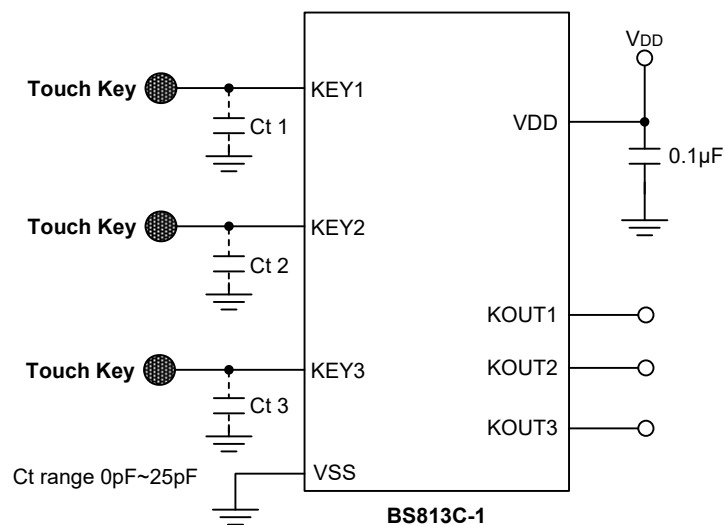 VDD
Touch Key
KEY1
Ct 1
VDD
0.1µF
Touch Key
KEY2
Ct 2
KOUT1
Touch Key
KEY3
KOUT2
Ct 3
KOUT3
Ct range 0pF~25pF
VSS
BS813C-1